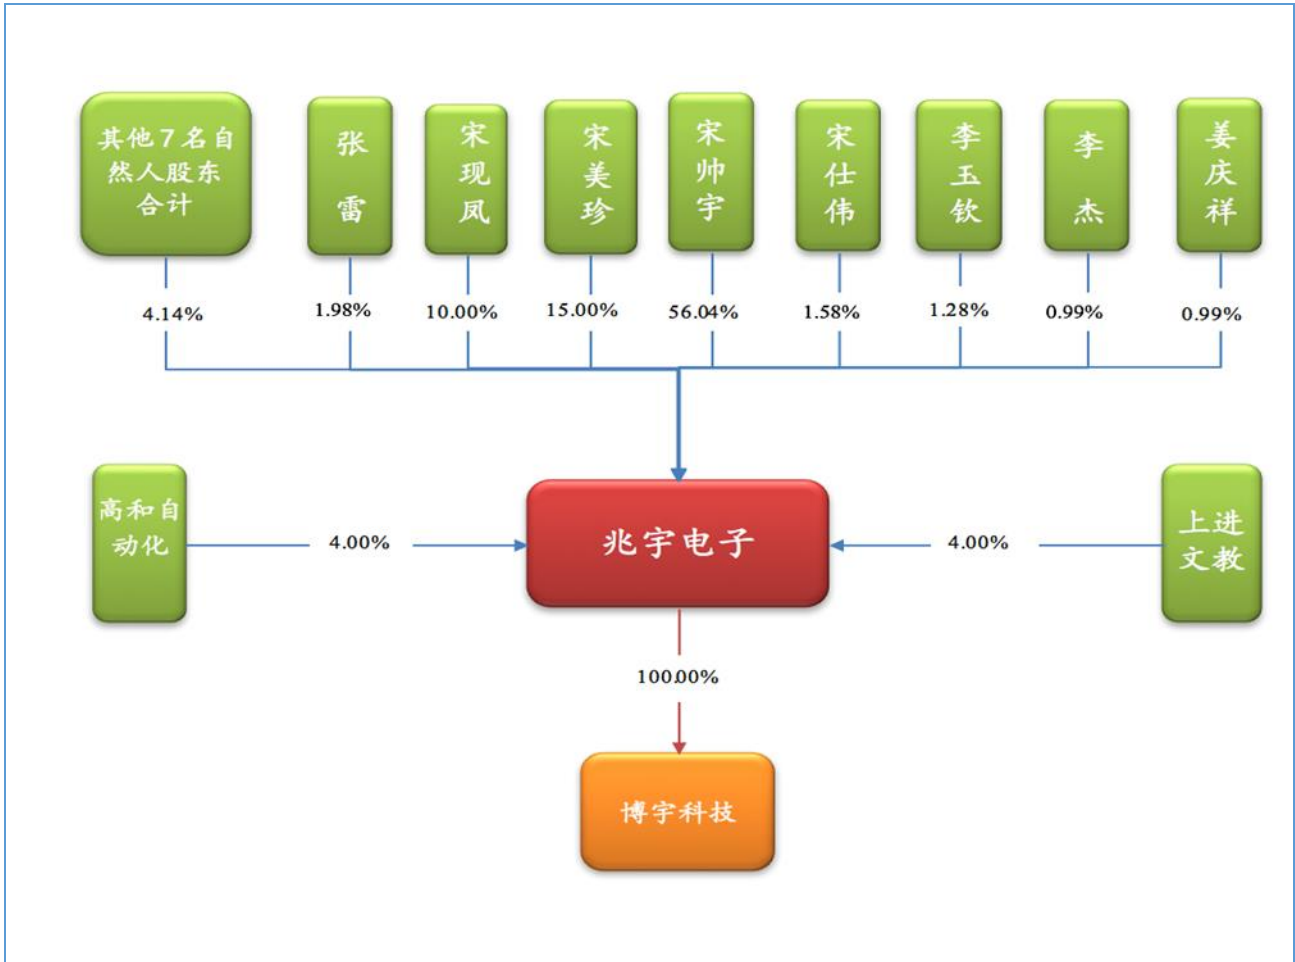 其他7名自
然人股东
合计
张雷
宋现凤
宋美珍
宋帅宇
宋仕伟
李玉钦
李杰
姜庆祥
4.14%
1.98%
10.00%
15.00%
56.04%
1.58%
1.28%
0.99%
0.99%
高和自
动化
4.00%
兆宇电子
4.00%
上进
文教
100.00%
博宇科技